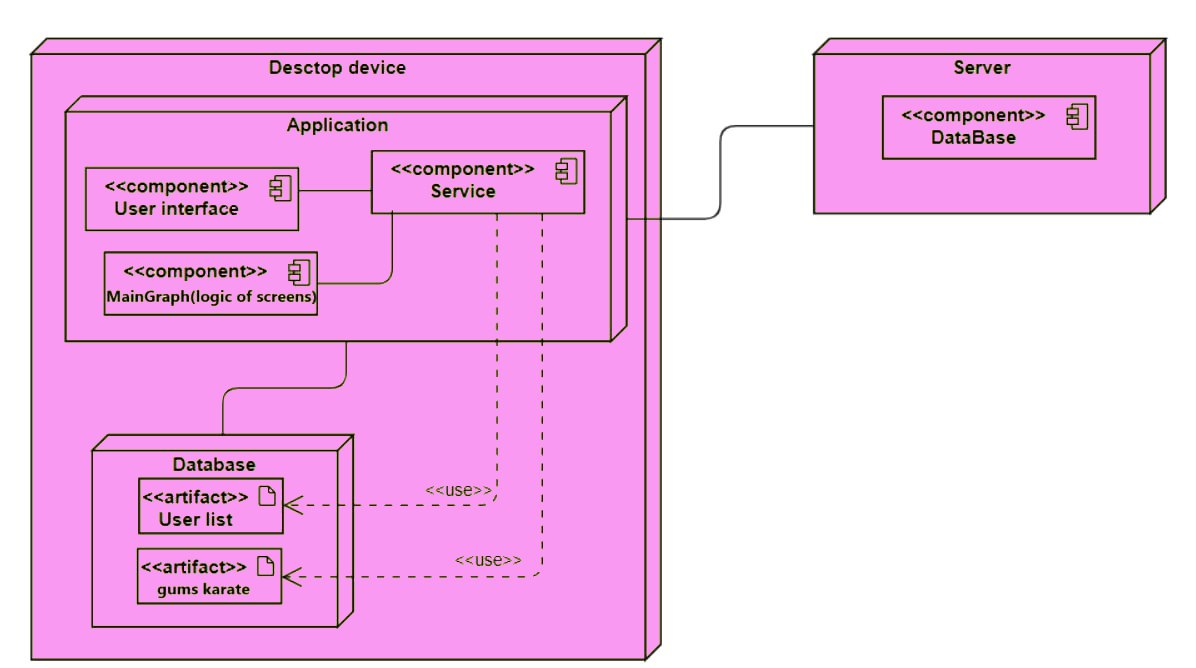 Desctop device
Server
Application
<<component>>
DataBase
<<component>>
Service
<<component>>
User interface
<<component>>
MainGraph(logic of screens)
Database
<<artifact>>
User list
<<use>>
<<artifact>>
gums karate
<<use>>